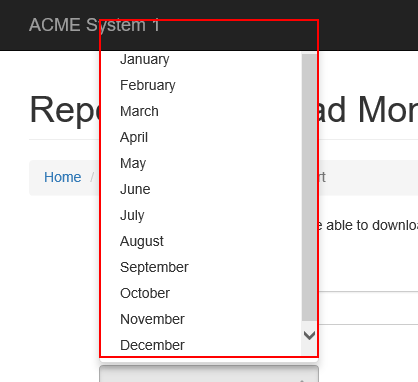 ACME System 1
January
February
March
April
May
June
July
August
September
October
November
December
Repo ad Mon
Home / rt
e able to downloa